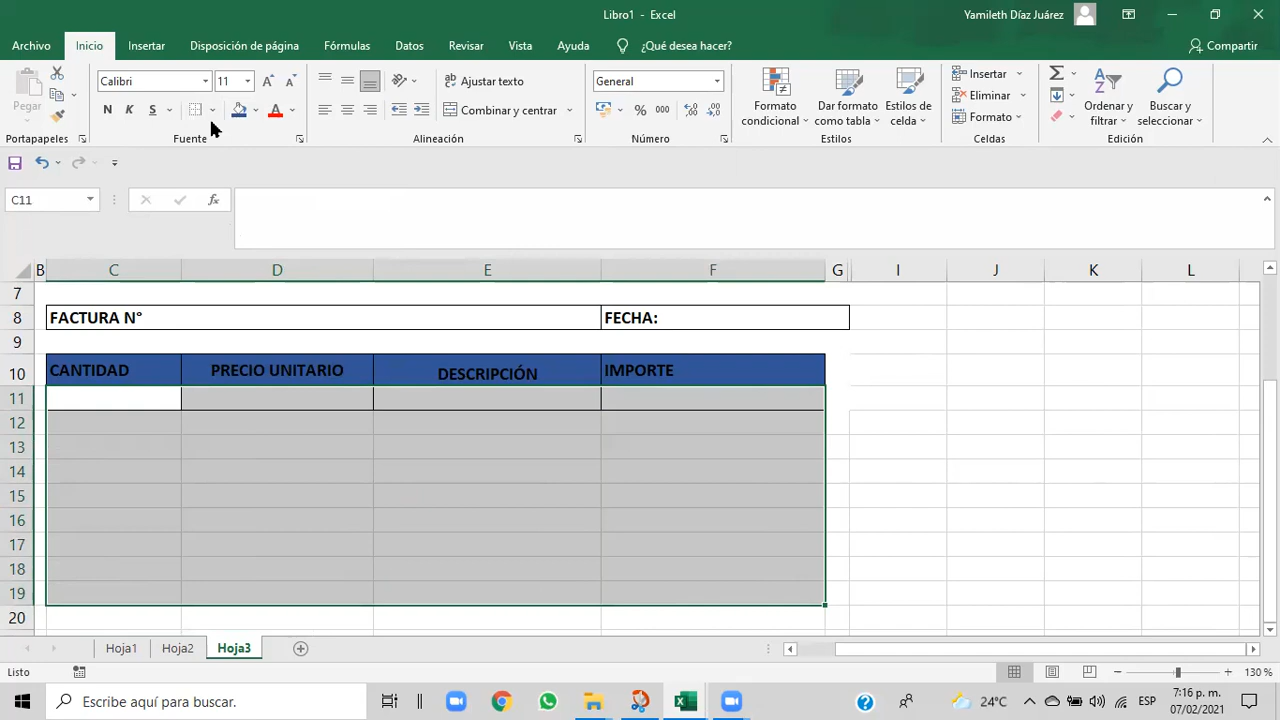 Libro1 - Excel
Yamileth Díaz Juárez
Archivo Inicio Insertar Disposición de página Fórmulas Datos Revisar Vista Ayuda ¿Qué desea hacer? Compartir
Pegar
Calibri 11
N K S
Ajustar texto
Combinar y centrar
General
% 000
Formato condicional
Dar formato como tabla
Estilos de celda
Insertar
Eliminar
Formato
Ordenar y filtrar
Buscar y seleccionar
Portapapeles Fuente Alineación Número Estilos Celdas Edición
C11 fx
B C D E F G I J K L
7
8 FACTURA N° FECHA:
9
10 CANTIDAD PRECIO UNITARIO DESCRIPCIÓN IMPORTE
11
12
13
14
15
16
17
18
19
20
Hoja1 Hoja2 Hoja3
Listo 130 %
Escribe aquí para buscar. 24°C ESP 7:16 p. m.
07/02/2021